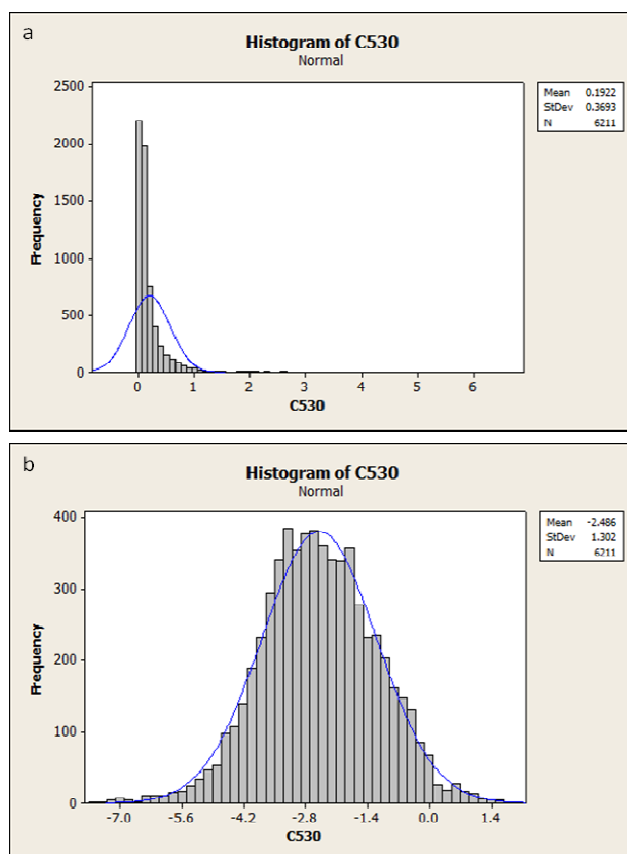 a
Histogram of C530
Normal
Mean 0.1922
StDev 0.3693
N 6211
2500
2000
1500
1000
500
0
Frequency
0 1 2 3 4 5 6
C530
b
Histogram of C530
Normal
Mean -2.486
StDev 1.302
N 6211
400
300
200
100
0
Frequency
-7.0 -5.6 -4.2 -2.8 -1.4 0.0 1.4
C530